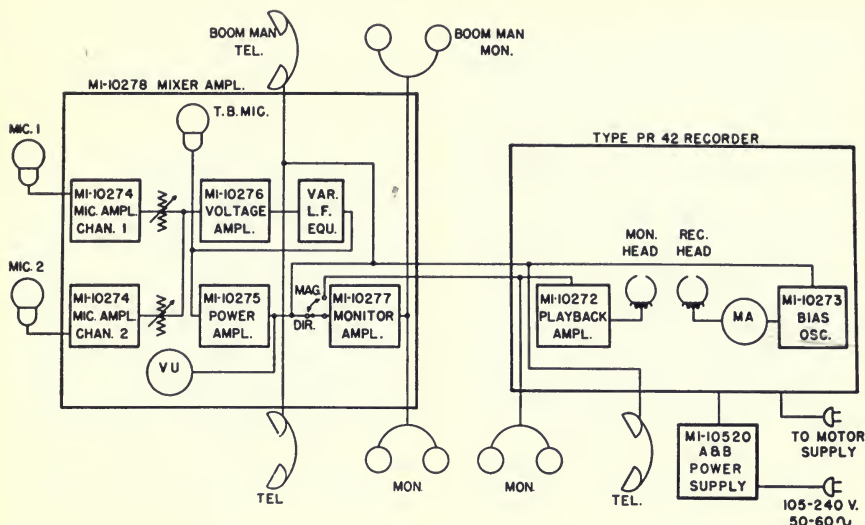 BOOM MAN
TEL.
BOOM MAN
MON.
MI-10278 MIXER AMPL.
T.B. MIC.
MIC. 1
MI-10274
MIC. AMPL.
CHAN. 1
MI-10276
VOLTAGE
AMPL.
VAR.
L.F.
EQU.
MIC. 2
MI-10274
MIC. AMPL.
CHAN. 2
MI-10275
POWER
AMPL.
MAG.
DIR.
MI-10277
MONITOR
AMPL.
VU
TEL
MON.
TYPE PR 42 RECORDER
MON.
HEAD
REC.
HEAD
MI-10272
PLAYBACK
AMPL.
MA
MI-10273
BIAS
OSC.
MON.
TEL.
MI-10520
A&B
POWER
SUPPLY
TO MOTOR
SUPPLY
105-240 V.
50-60∿